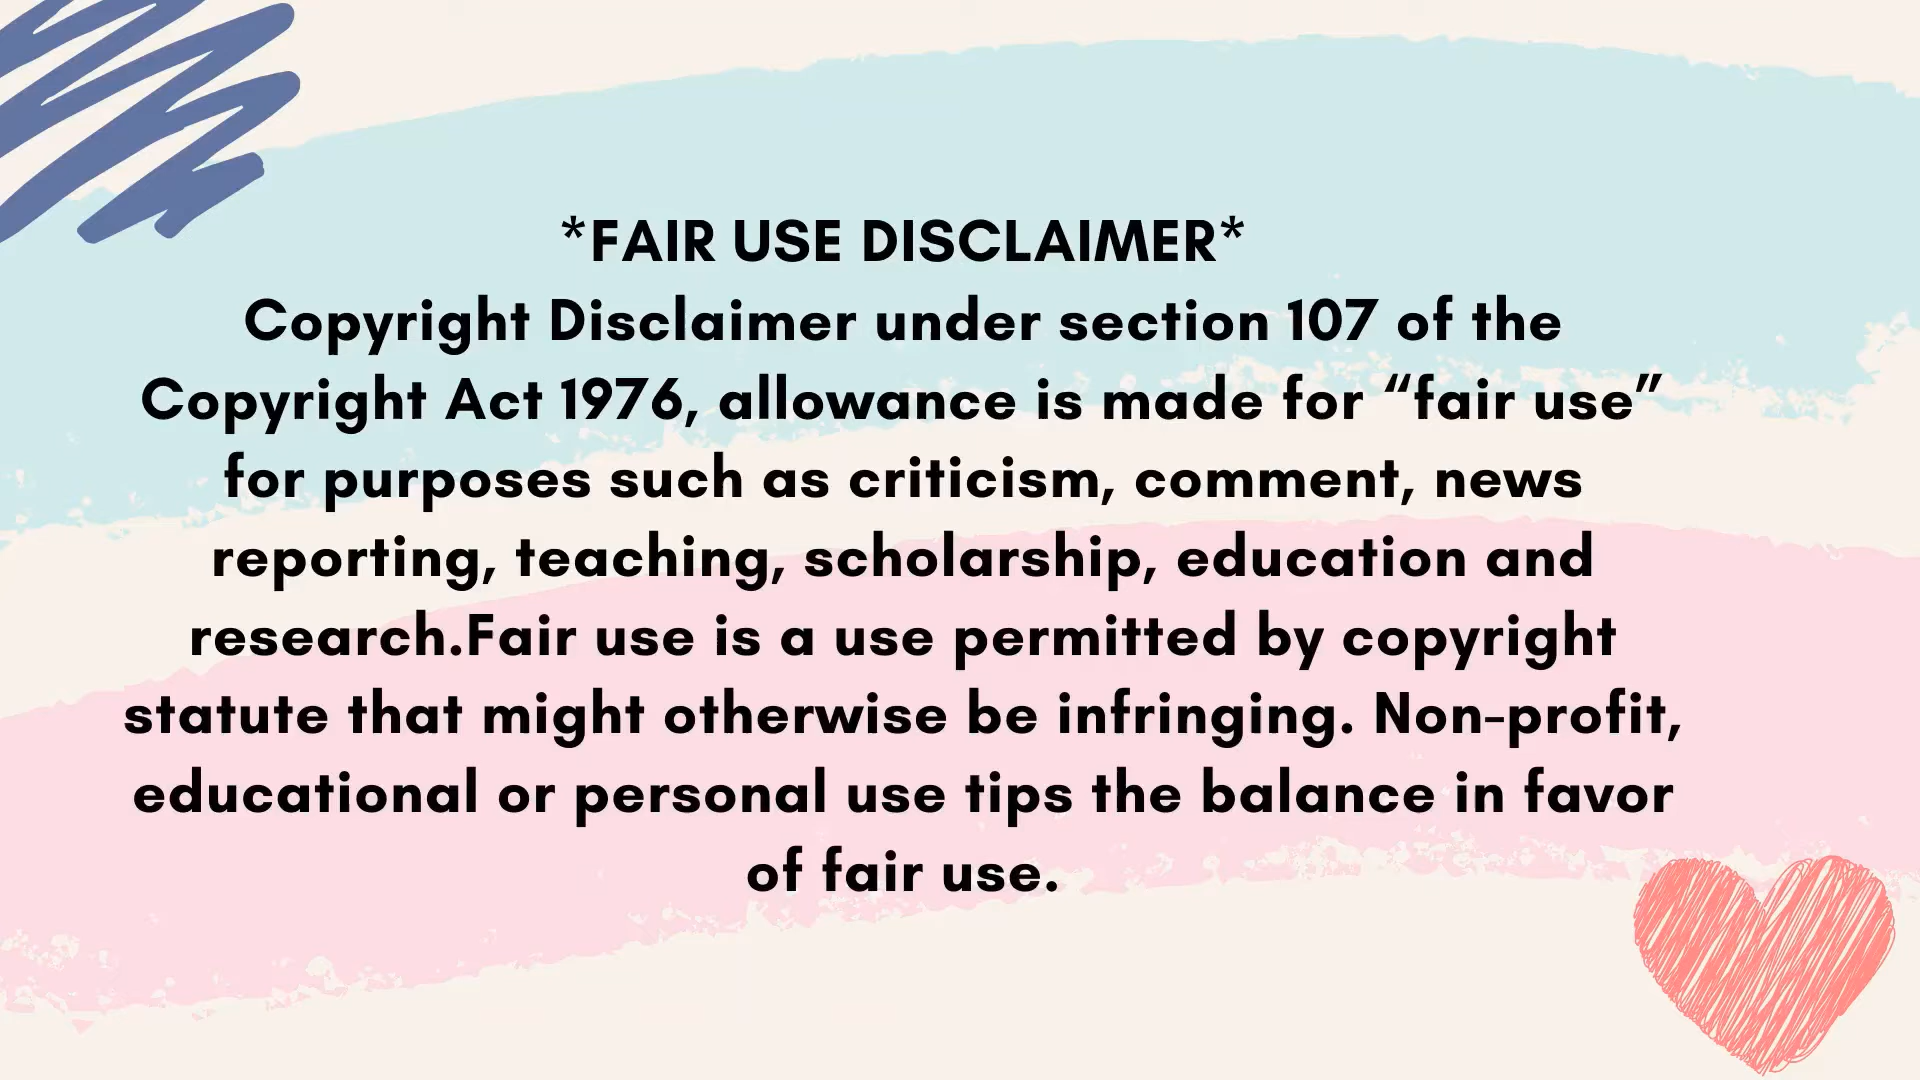 *FAIR USE DISCLAIMER*
Copyright Disclaimer under section 107 of the
Copyright Act 1976, allowance is made for “fair use”
for purposes such as criticism, comment, news
reporting, teaching, scholarship, education and
research.Fair use is a use permitted by copyright
statute that might otherwise be infringing. Non-profit,
educational or personal use tips the balance in favor
of fair use.